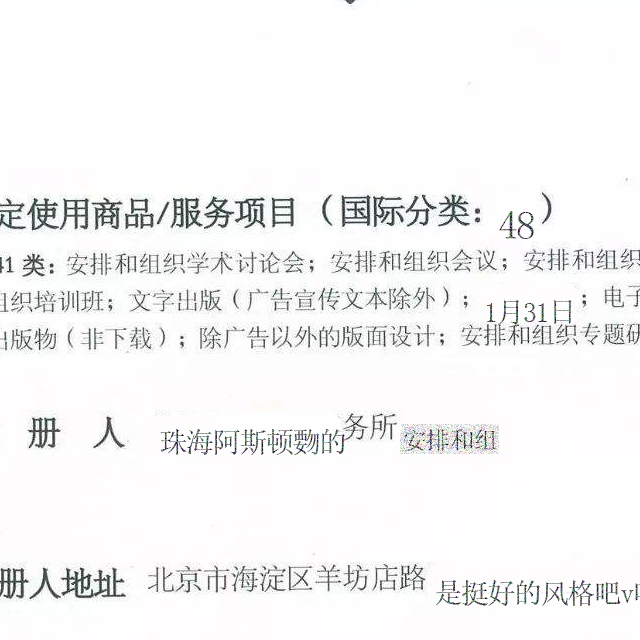 定使用商品/服务项目（国际分类：48）
41 类：安排和组织学术讨论会；安排和组织会议；安排和组织
组织培训班；文字出版（广告宣传文本除外）；1月31日；电子
出版物（非下载）；除广告以外的版面设计；安排和组织专题研
册 人 珠海阿斯顿覅的务所 安排和组
册人地址 北京市海淀区羊坊店路 是挺好的风格吧v